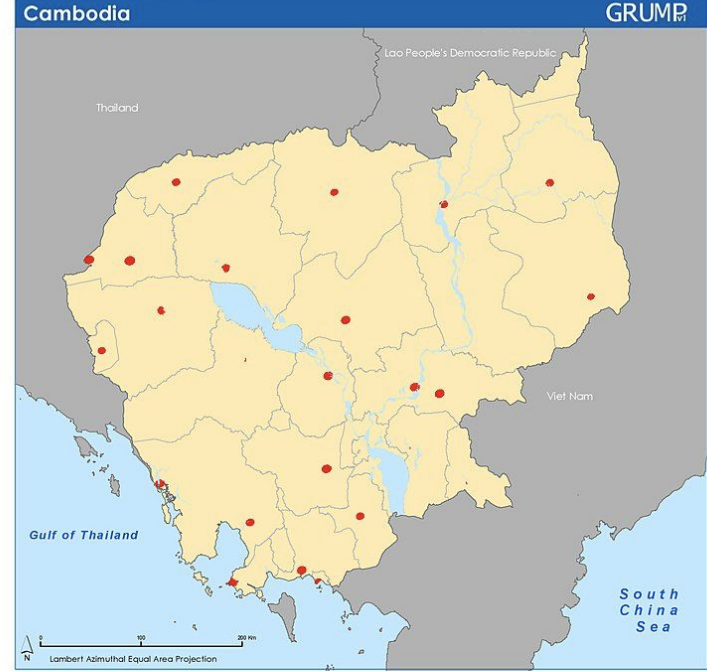 Cambodia
GRUMPv1
Lao People's Democratic Republic
Thailand
Viet Nam
Gulf of Thailand
South
China
Sea
0 100 200 Km
N
Lambert Azimuthal Equal Area Projection